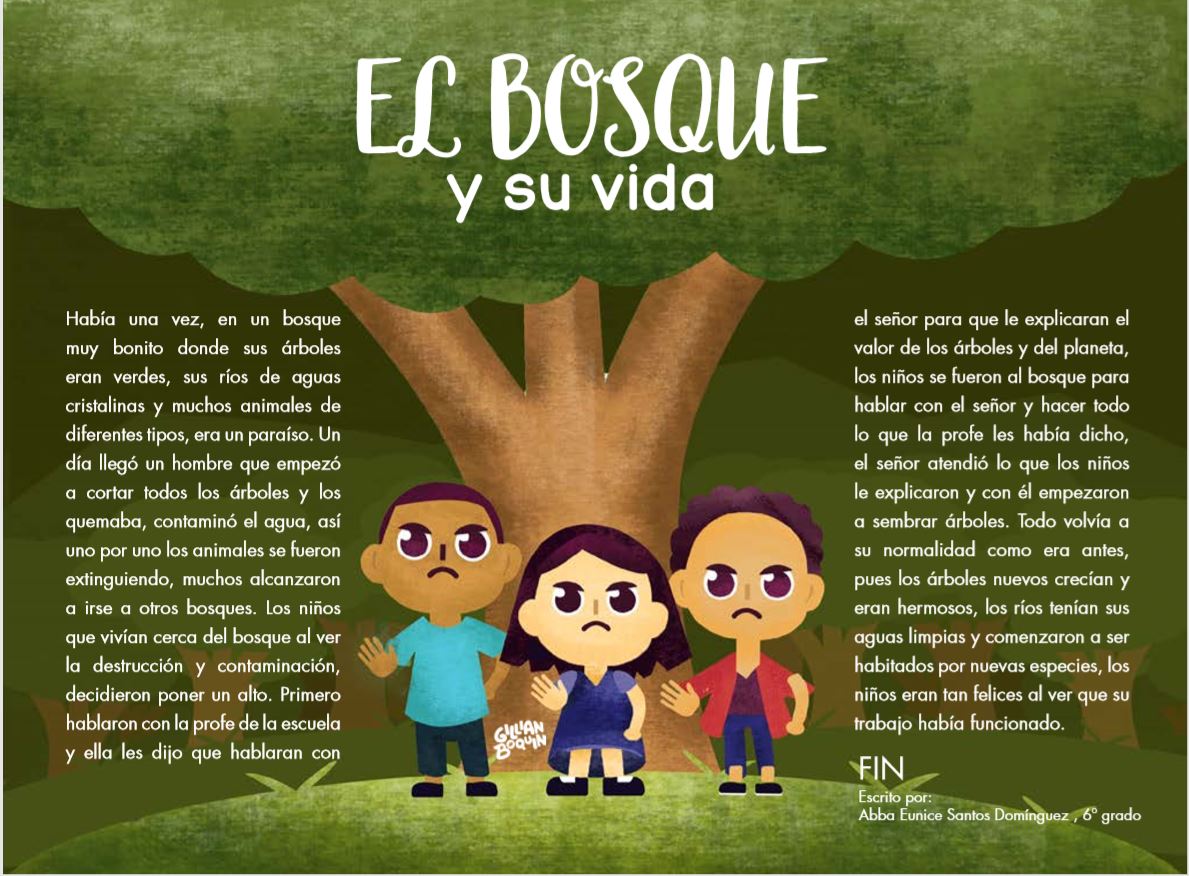 EL BOSQUE
y su vida
Había una vez, en un bosque
muy bonito donde sus árboles
eran verdes, sus ríos de aguas
cristalinas y muchos animales de
diferentes tipos, era un paraíso. Un
día llegó un hombre que empezó
a cortar todos los árboles y los
quemaba, contaminó el agua, así
uno por uno los animales se fueron
extinguiendo, muchos alcanzaron
a irse a otros bosques. Los niños
que vivían cerca del bosque al ver
la destrucción y contaminación,
decidieron poner un alto. Primero
hablaron con la profe de la escuela
y ella les dijo que hablaran con
el señor para que le explicaran el
valor de los árboles y del planeta,
los niños se fueron al bosque para
hablar con el señor y hacer todo
lo que la profe les había dicho,
el señor atendió lo que los niños
le explicaron y con él empezaron
a sembrar árboles. Todo volvía a
su normalidad como era antes,
pues los árboles nuevos crecían y
eran hermosos, los ríos tenían sus
aguas limpias y comenzaron a ser
habitados por nuevas especies, los
niños eran tan felices al ver que su
trabajo había funcionado.
FIN
Escrito por:
Abba Eunice Santos Domínguez , 6º grado
GILLIAN
BOQUIN